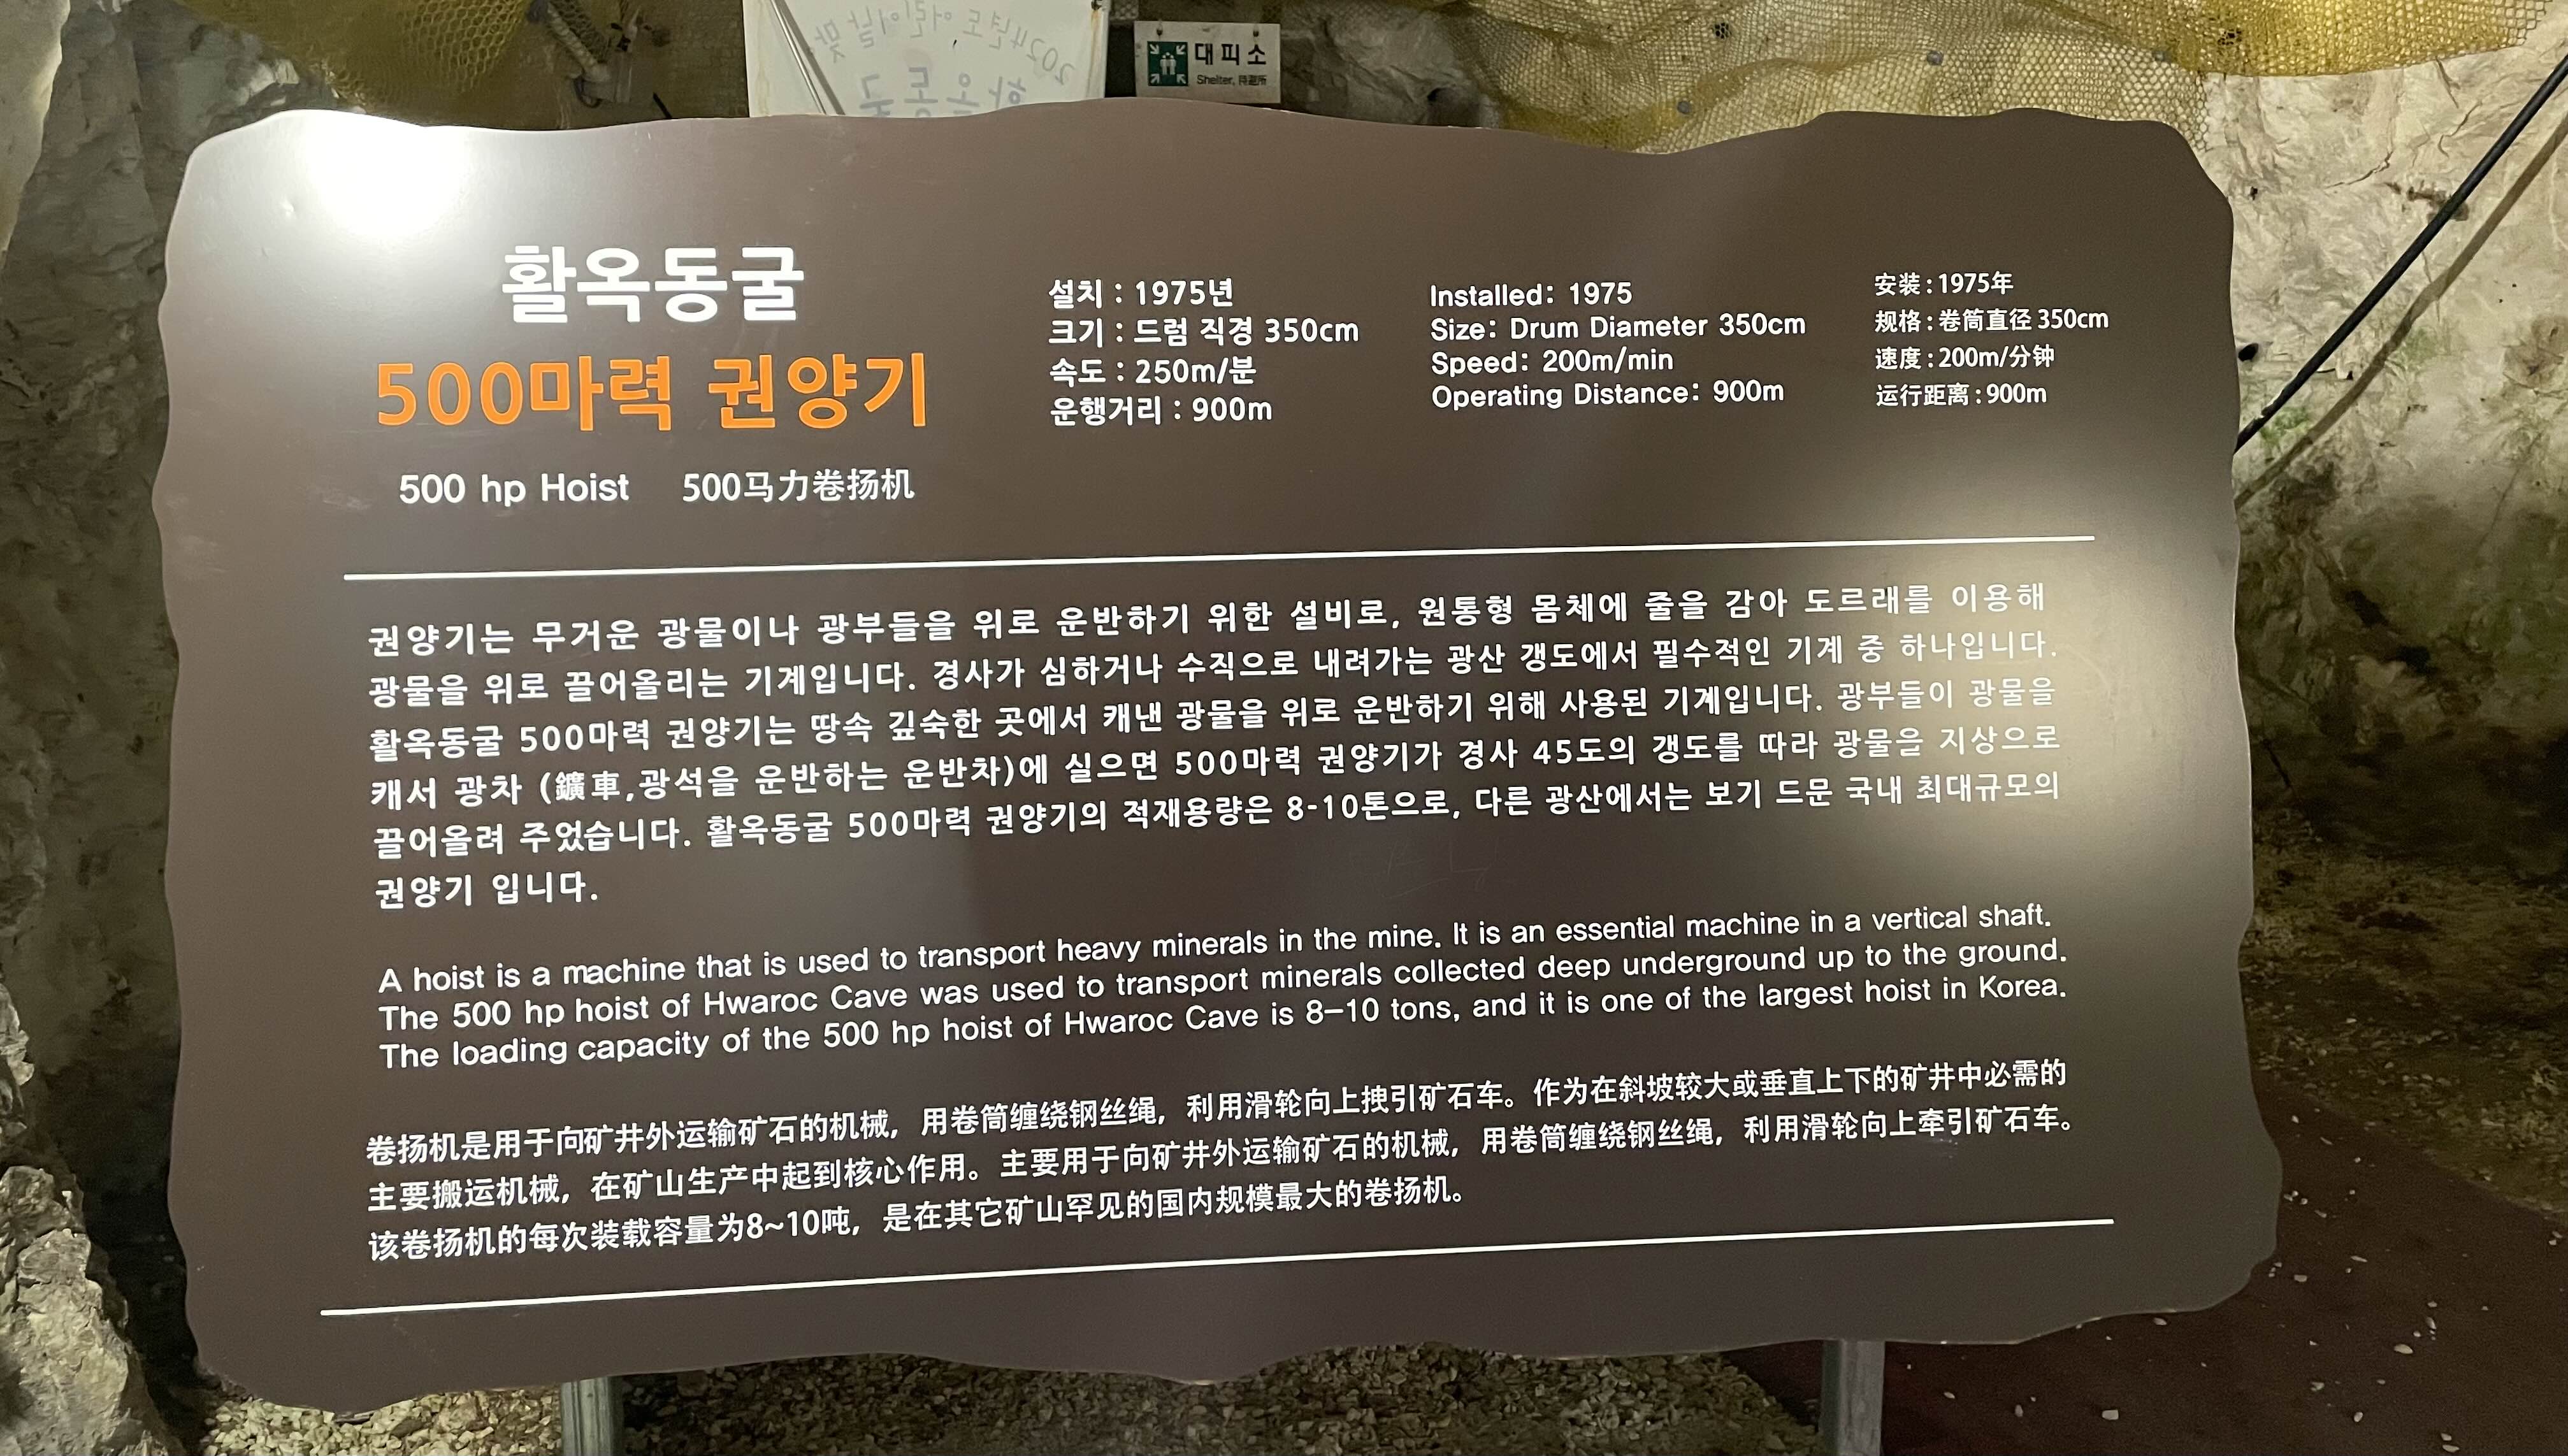 2024년도 어린이날 맞
활옥동굴
대피소
Shelter, 待避所
활옥동굴
500마력 권양기
500 hp Hoist 500马力卷扬机
설치 : 1975년
크기 : 드럼 직경 350cm
속도 : 250m/분
운행거리 : 900m
Installed: 1975
Size: Drum Diameter 350cm
Speed: 200m/min
Operating Distance: 900m
安装 : 1975年
规格 : 卷筒直径 350cm
速度 : 200m/分钟
运行距离 : 900m
권양기는 무거운 광물이나 광부들을 위로 운반하기 위한 설비로, 원통형 몸체에 줄을 감아 도르래를 이용해
광물을 위로 끌어올리는 기계입니다. 경사가 심하거나 수직으로 내려가는 광산 갱도에서 필수적인 기계 중 하나입니다.
활옥동굴 500마력 권양기는 땅속 깊숙한 곳에서 캐낸 광물을 위로 운반하기 위해 사용된 기계입니다. 광부들이 광물을
캐서 광차 (鑛車,광석을 운반하는 운반차)에 실으면 500마력 권양기가 경사 45도의 갱도를 따라 광물을 지상으로
끌어올려 주었습니다. 활옥동굴 500마력 권양기의 적재용량은 8-10톤으로, 다른 광산에서는 보기 드문 국내 최대규모의
권양기 입니다.
A hoist is a machine that is used to transport heavy minerals in the mine. It is an essential machine in a vertical shaft.
The 500 hp hoist of Hwaroc Cave was used to transport minerals collected deep underground up to the ground.
The loading capacity of the 500 hp hoist of Hwaroc Cave is 8–10 tons, and it is one of the largest hoist in Korea.
卷扬机是用于向矿井外运输矿石的机械，用卷筒缠绕钢丝绳，利用滑轮向上拽引矿石车。作为在斜坡较大或垂直上下的矿井中必需的
主要搬运机械，在矿山生产中起到核心作用。主要用于向矿井外运输矿石的机械，用卷筒缠绕钢丝绳，利用滑轮向上牵引矿石车。
该卷扬机的每次装载容量为8~10吨，是在其它矿山罕见的国内规模最大的卷扬机。